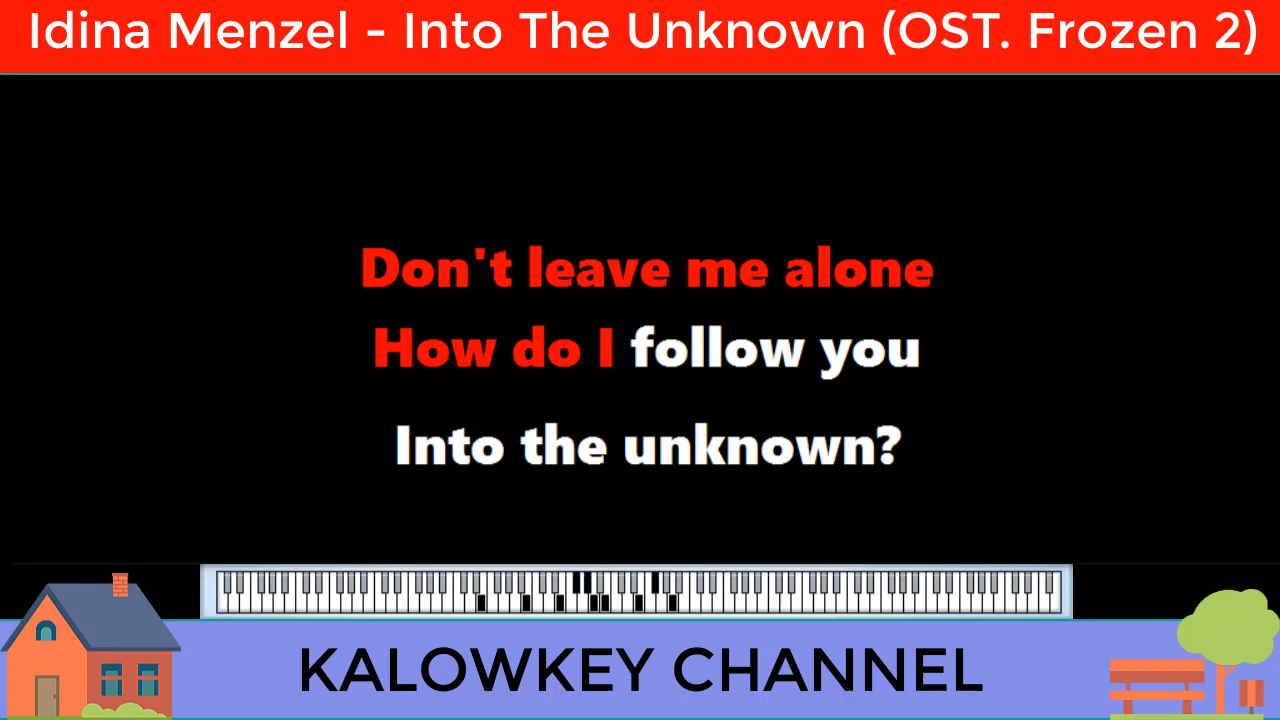 Idina Menzel - Into The Unknown (OST. Frozen 2)
Don't leave me alone
How do I follow you
Into the unknown?
KALOWKEY CHANNEL